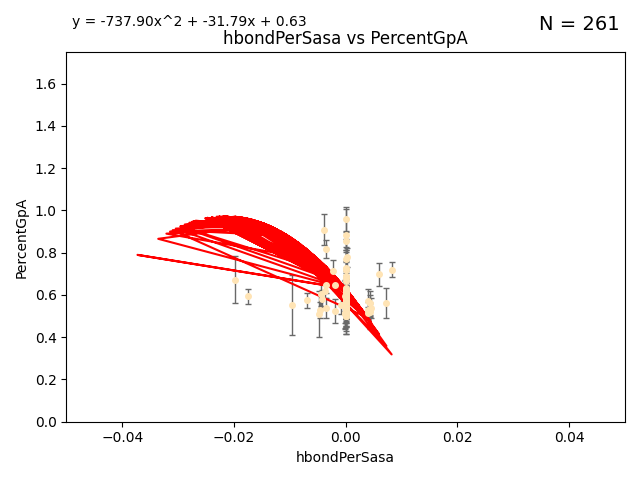 y = -737.90x^2 + -31.79x + 0.63
N = 261
hbondPerSasa vs PercentGpA
1.6
1.4
1.2
1.0
0.8
0.6
0.4
0.2
0.0
PercentGpA
−0.04
−0.02
0.00
0.02
0.04
hbondPerSasa